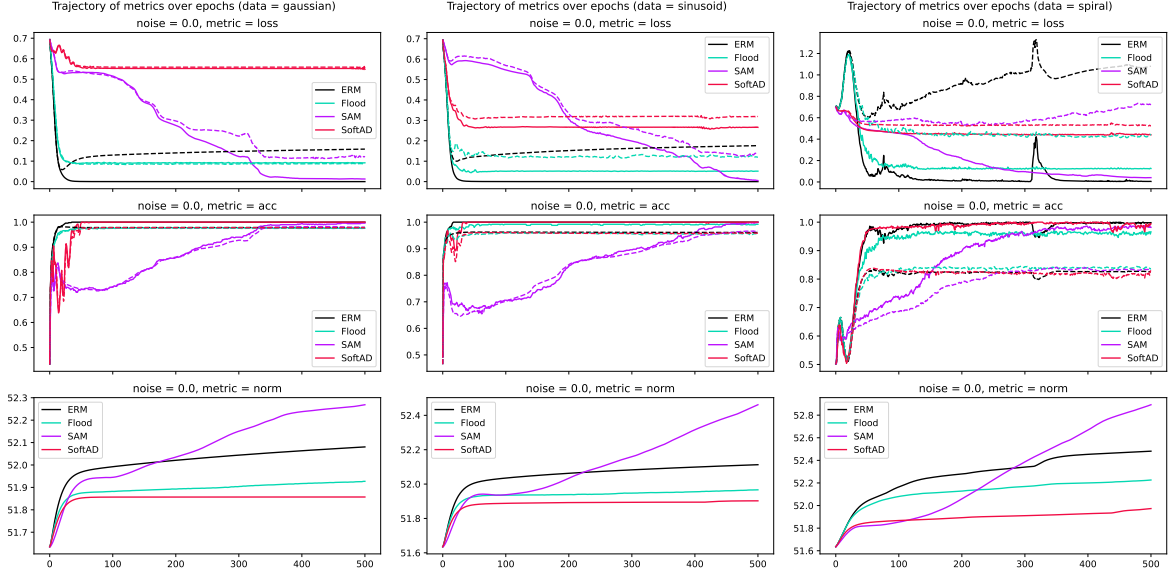 Trajectory of metrics over epochs (data = gaussian)
noise = 0.0, metric = loss
0.7
0.6
0.5
0.4
0.3
0.2
0.1
0.0
ERM
Flood
SAM
SoftAD
noise = 0.0, metric = acc
1.0
0.9
0.8
0.7
0.6
0.5
ERM
Flood
SAM
SoftAD
noise = 0.0, metric = norm
52.3
52.2
52.1
52.0
51.9
51.8
51.7
ERM
Flood
SAM
SoftAD
0 100 200 300 400 500
Trajectory of metrics over epochs (data = sinusoid)
noise = 0.0, metric = loss
0.7
0.6
0.5
0.4
0.3
0.2
0.1
0.0
ERM
Flood
SAM
SoftAD
noise = 0.0, metric = acc
1.0
0.9
0.8
0.7
0.6
0.5
ERM
Flood
SAM
SoftAD
noise = 0.0, metric = norm
52.4
52.2
52.0
51.8
51.6
ERM
Flood
SAM
SoftAD
0 100 200 300 400 500
Trajectory of metrics over epochs (data = spiral)
noise = 0.0, metric = loss
1.2
1.0
0.8
0.6
0.4
0.2
0.0
ERM
Flood
SAM
SoftAD
noise = 0.0, metric = acc
1.0
0.9
0.8
0.7
0.6
0.5
ERM
Flood
SAM
SoftAD
noise = 0.0, metric = norm
52.8
52.6
52.4
52.2
52.0
51.8
51.6
ERM
Flood
SAM
SoftAD
0 100 200 300 400 500